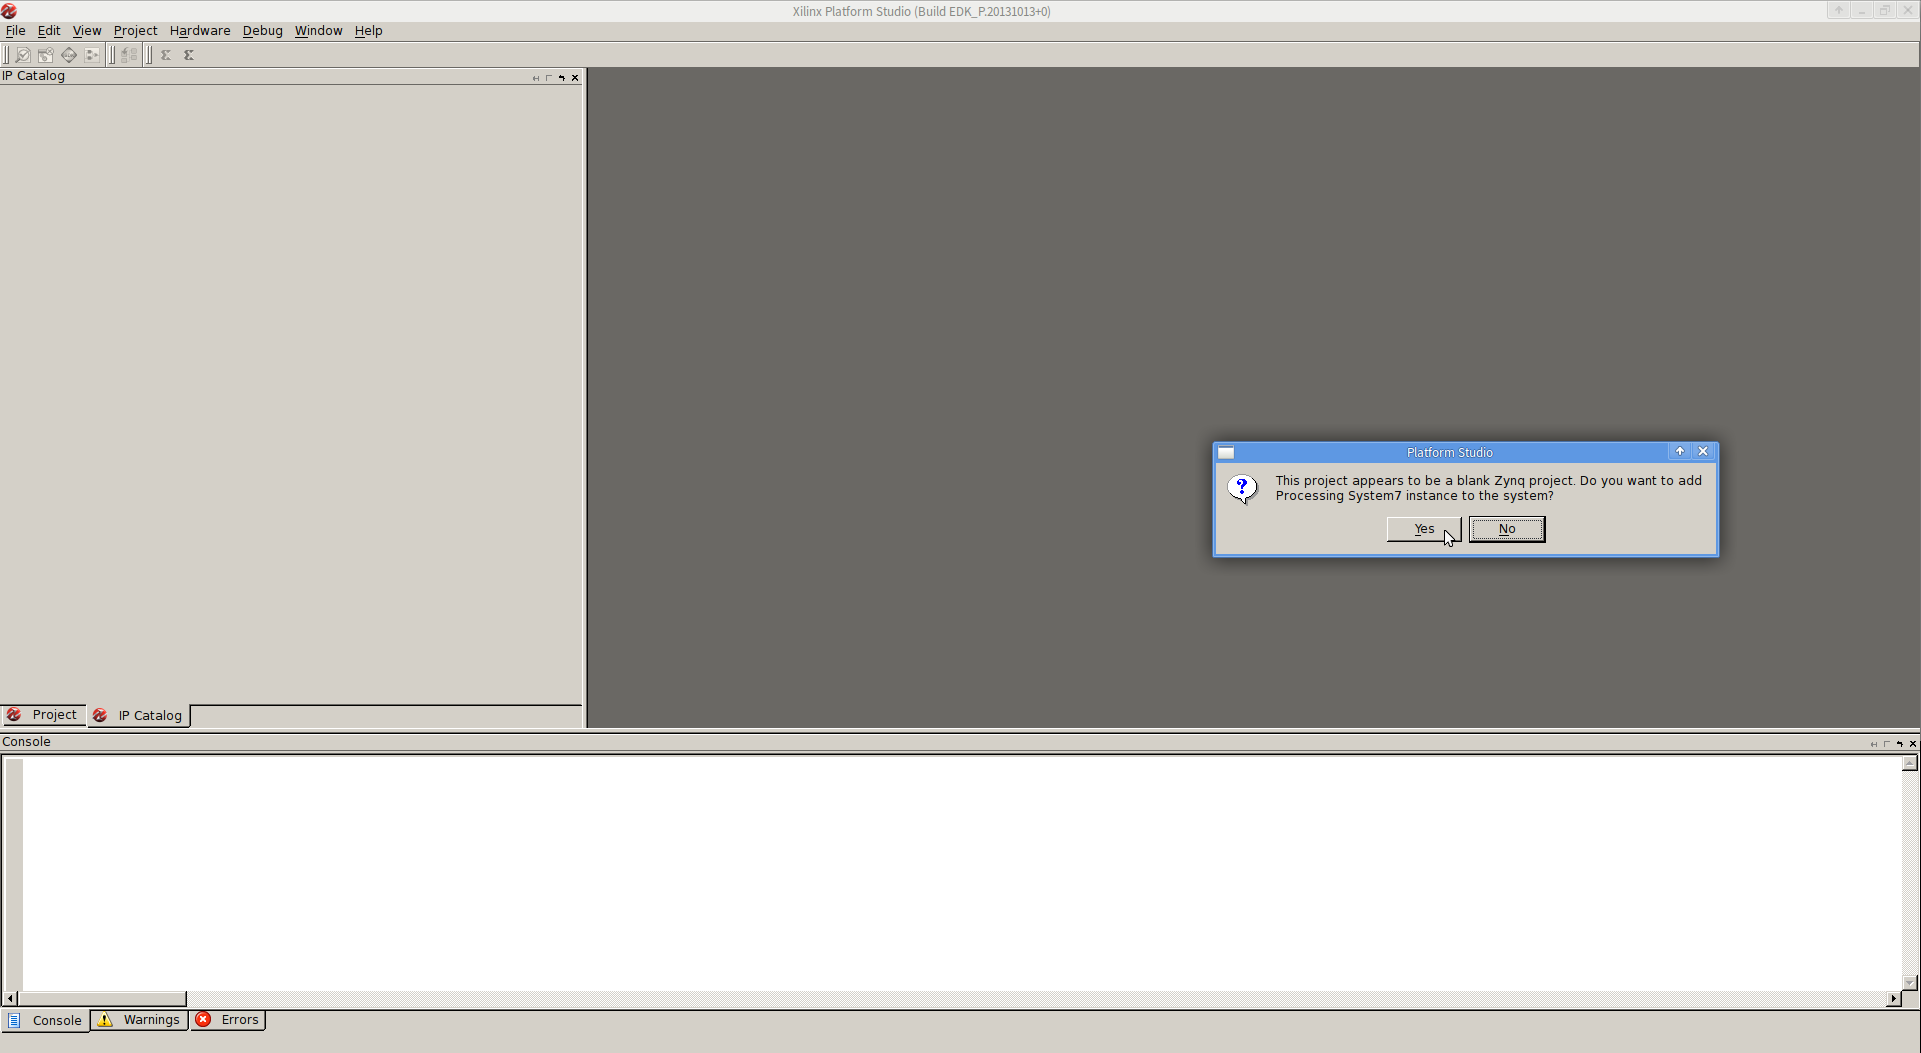 Xilinx Platform Studio (Build EDK_P.20131013+0)
File Edit View Project Hardware Debug Window Help
IP Catalog
Platform Studio
This project appears to be a blank Zynq project. Do you want to add
Processing System7 instance to the system?
Yes No
Project IP Catalog
Console
Console Warnings Errors